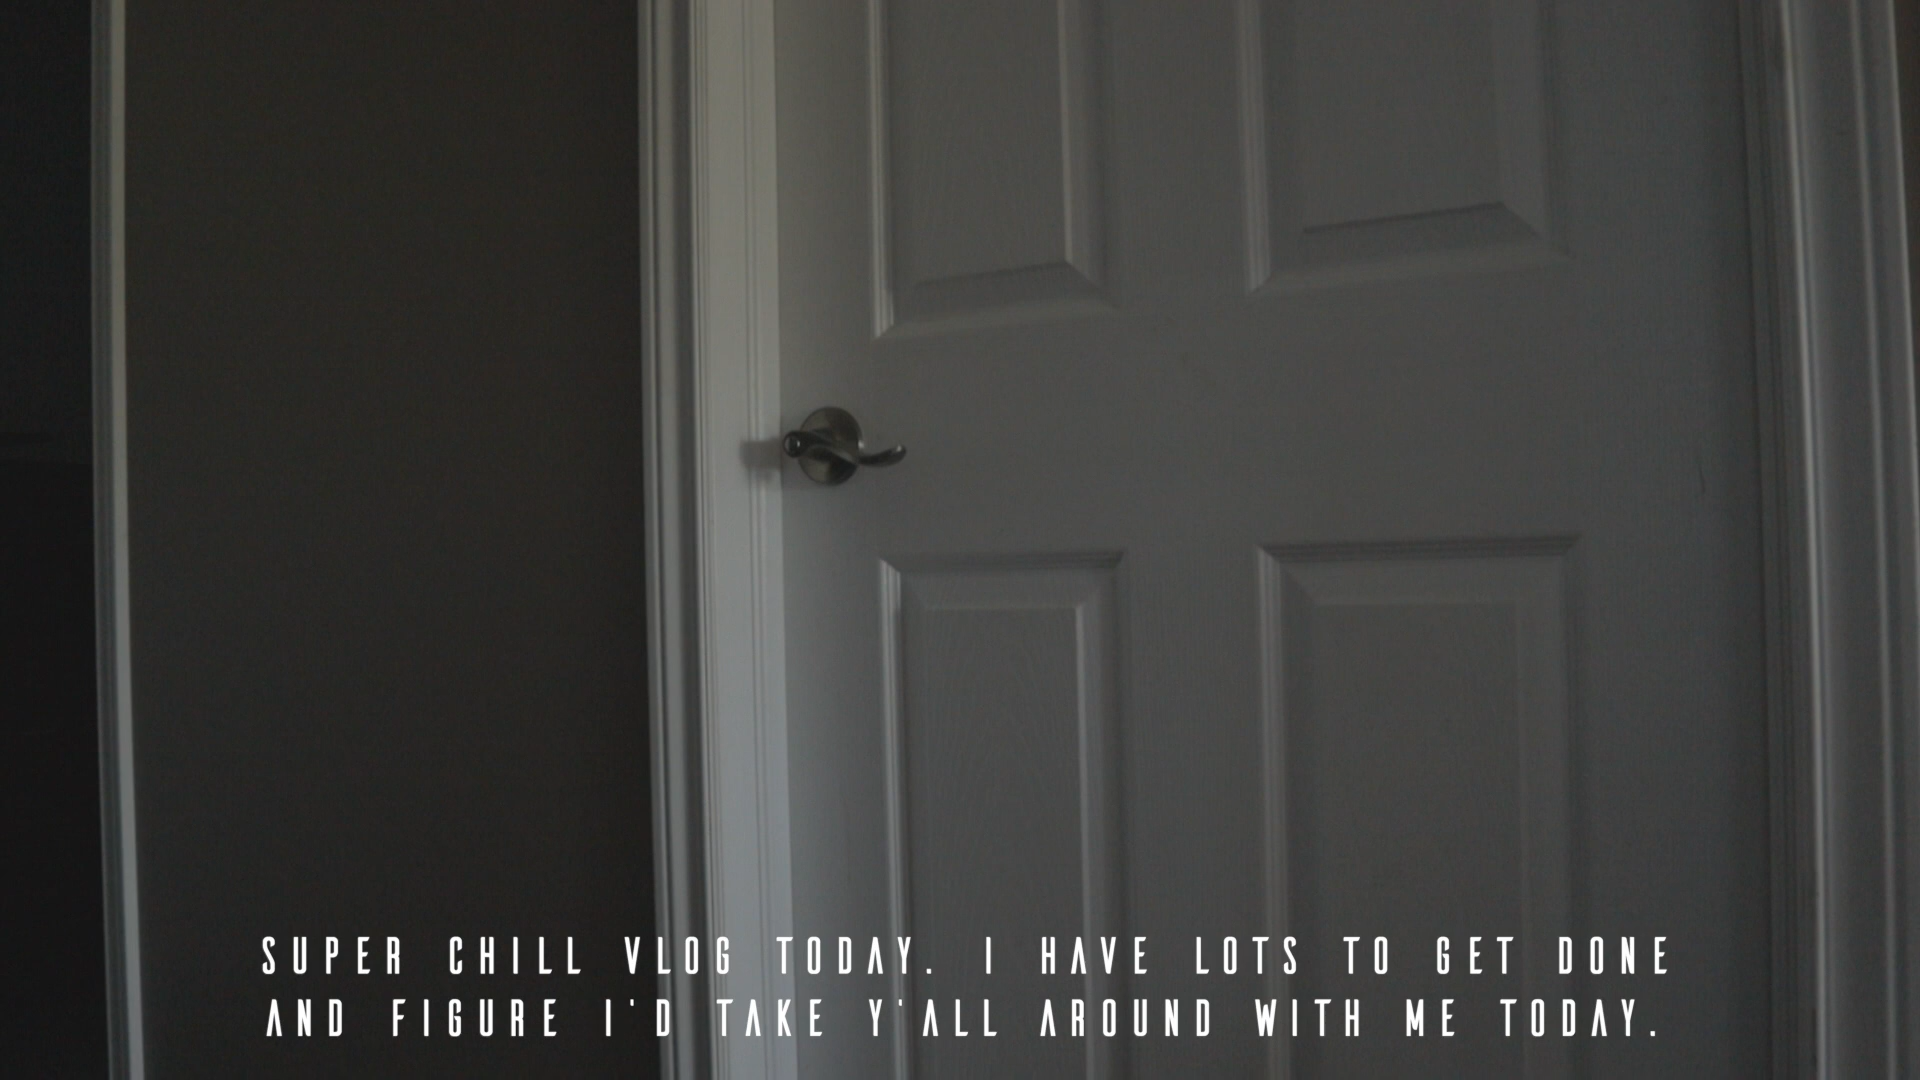 SUPER CHILL VLOG TODAY. I HAVE LOTS TO GET DONE
AND FIGURE I'D TAKE Y'ALL AROUND WITH ME TODAY.